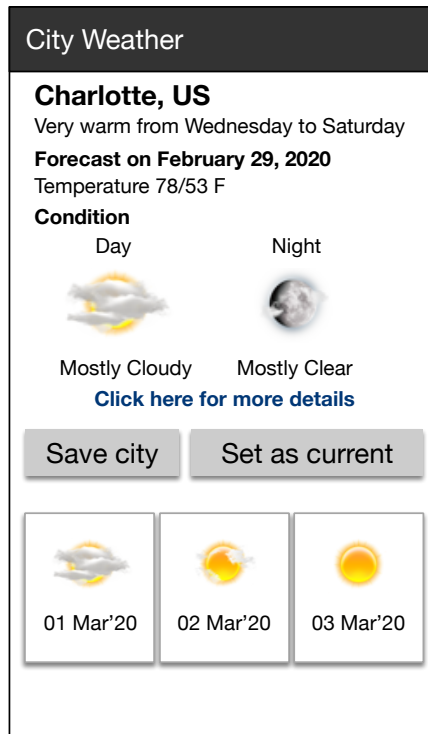 City Weather
Charlotte, US
Very warm from Wednesday to Saturday
Forecast on February 29, 2020
Temperature 78/53 F
Condition
Day Night
Mostly Cloudy Mostly Clear
Click here for more details
Save city Set as current
01 Mar’20 02 Mar’20 03 Mar’20